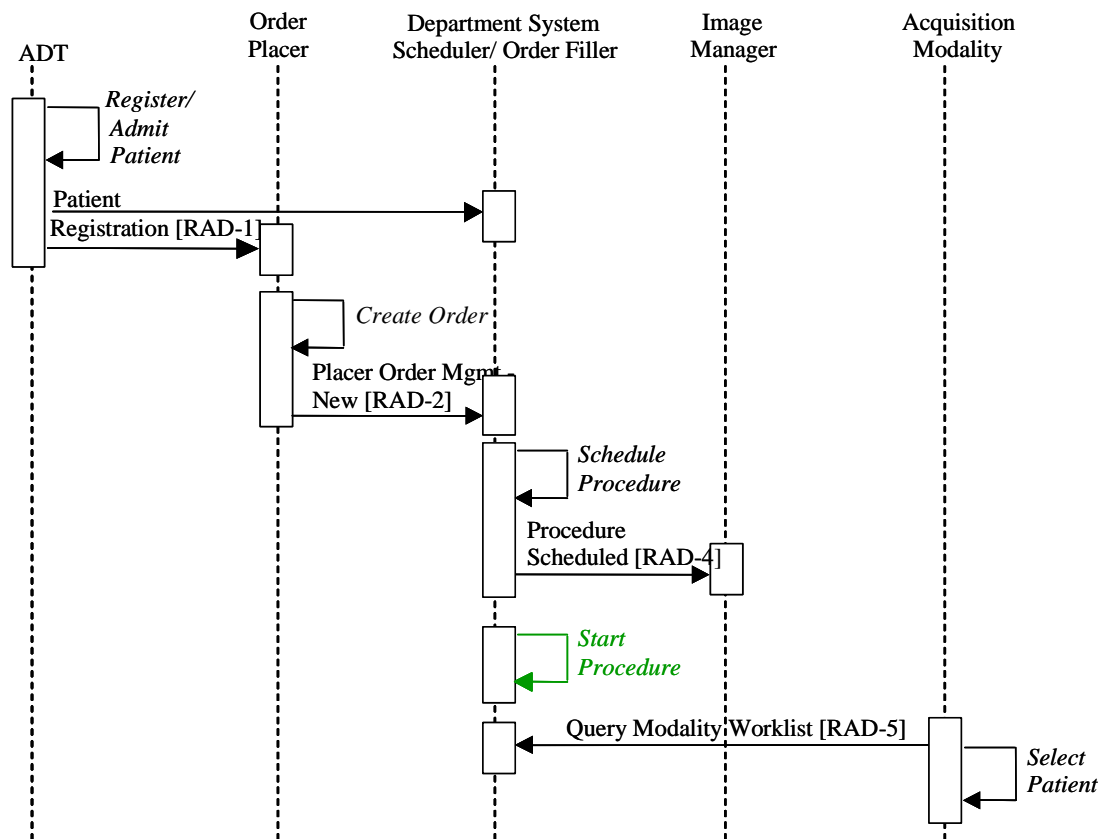 Order
Placer
Department System
Scheduler/ Order Filler
Image
Manager
Acquisition
Modality
ADT
Register/
Admit
Patient
Patient
Registration [RAD-1]
Create Order
Placer Order Mgmt -
New [RAD-2]
Schedule
Procedure
Procedure
Scheduled [RAD-4]
Start
Procedure
Query Modality Worklist [RAD-5]
Select
Patient